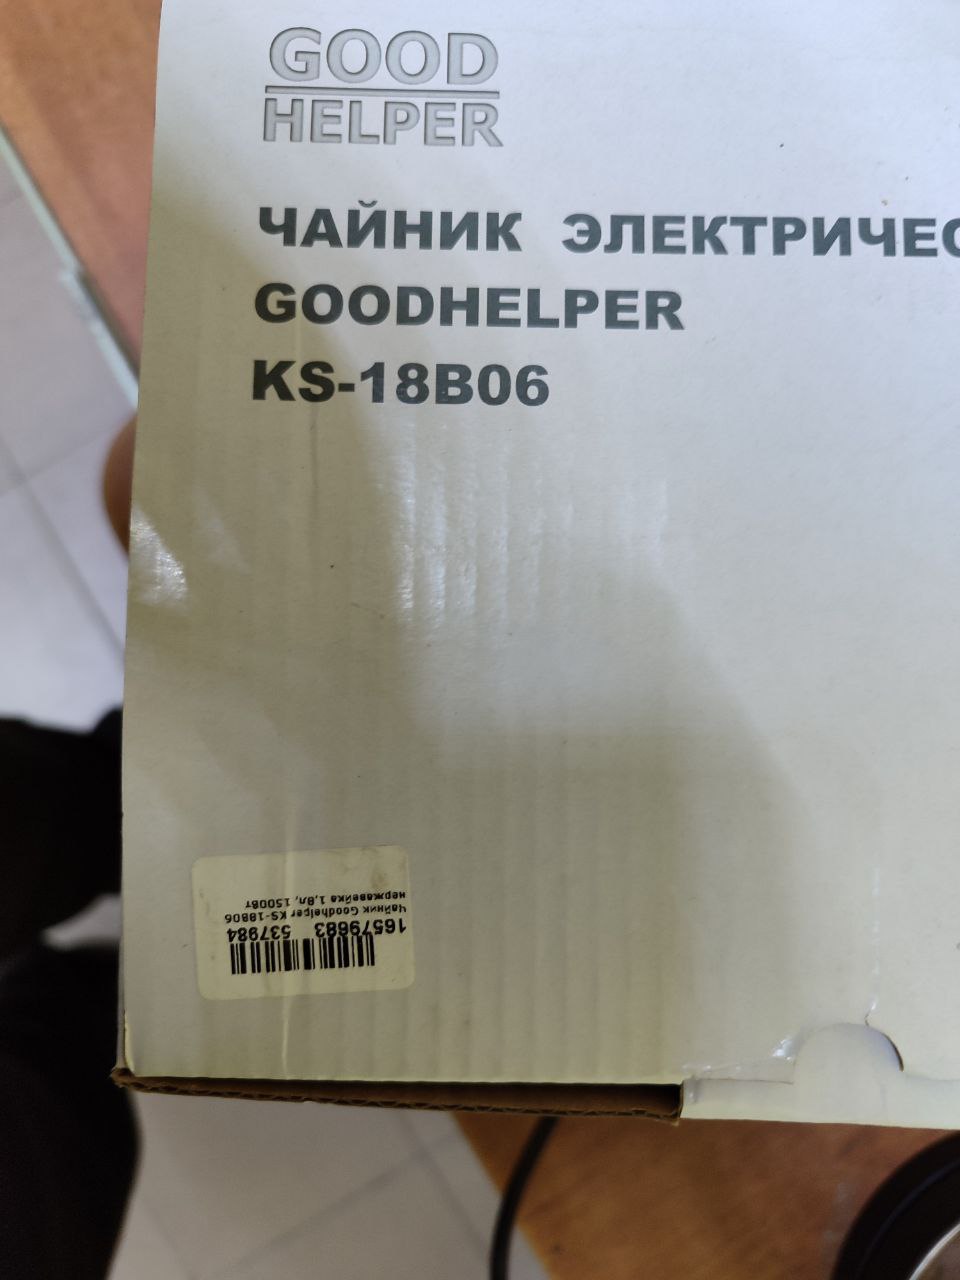 GOOD
HELPER
ЧАЙНИК ЭЛЕКТРИЧЕС
GOODHELPER
KS-18B06
16579683 537984
Чайник Goodhelper KS-18B06
нержавейка 1,8л, 1500Вт